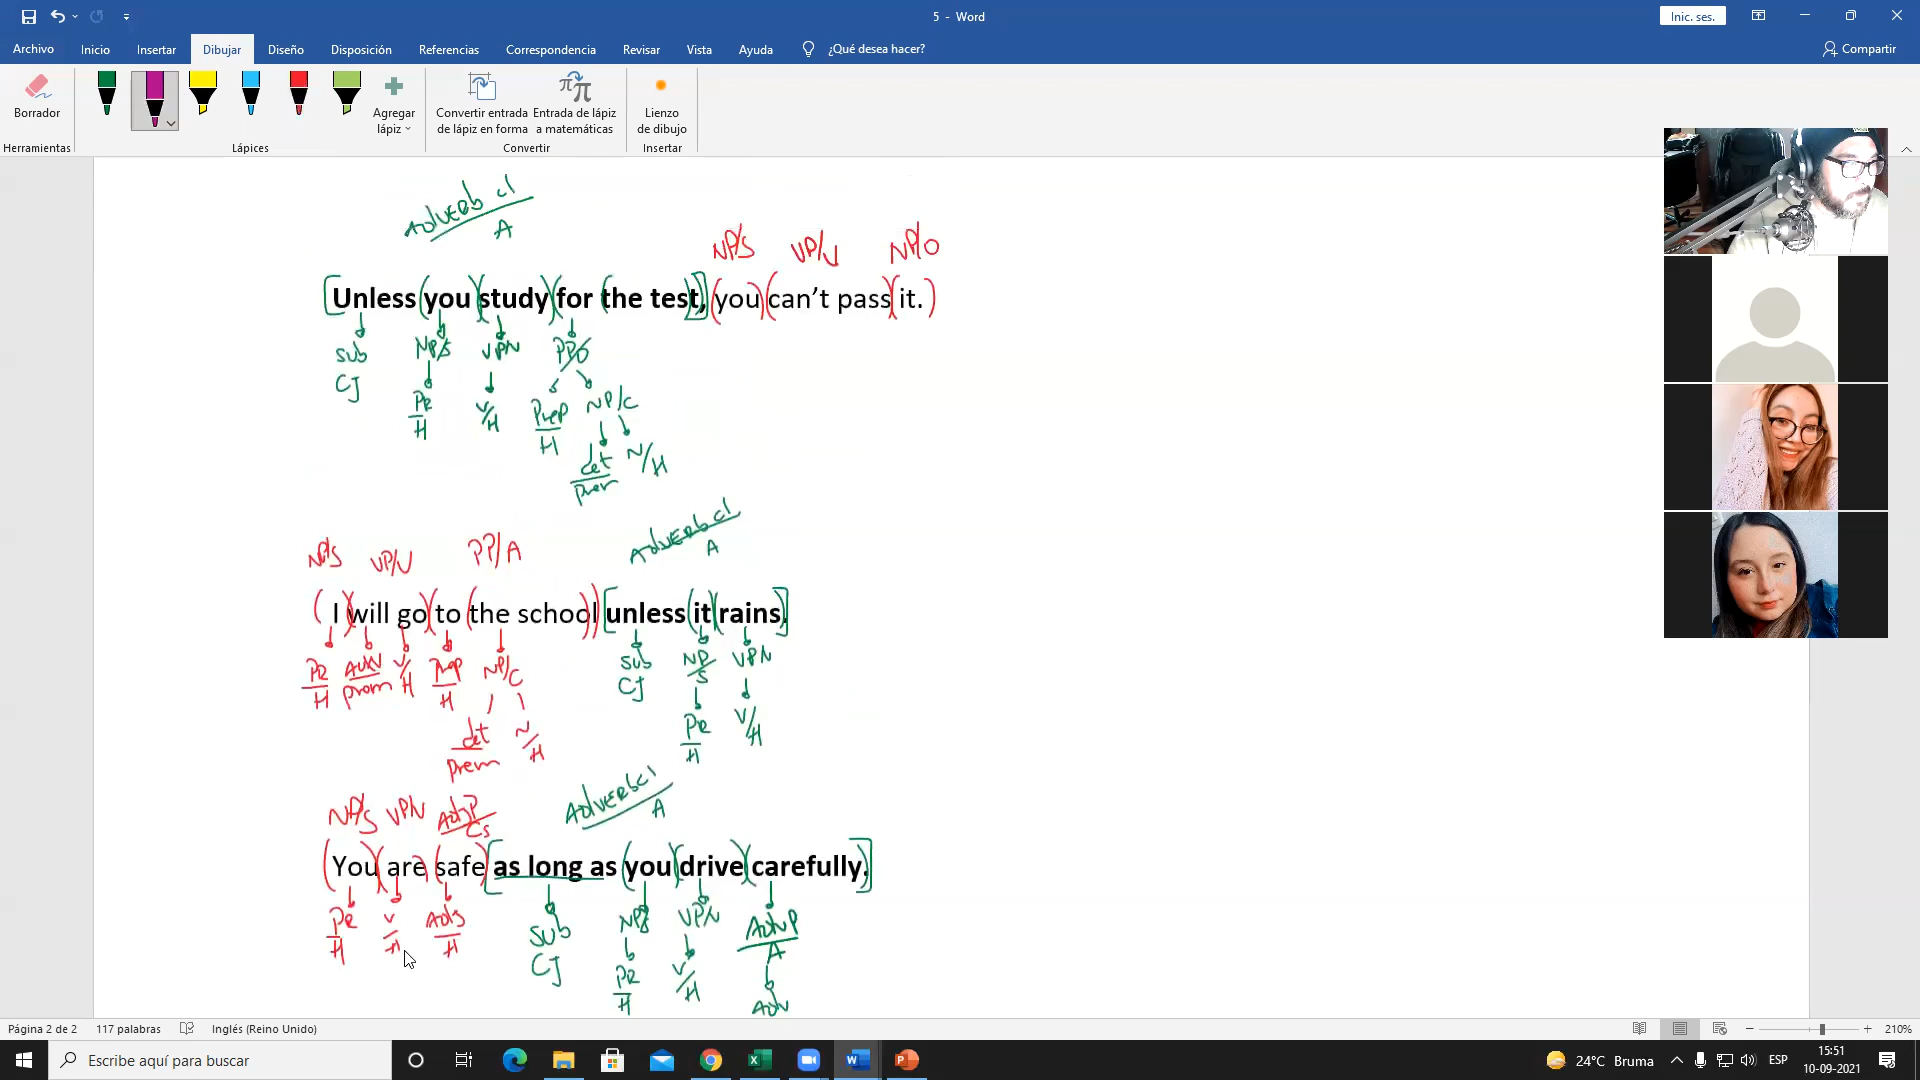 5 - Word
Inic. ses.
Archivo Inicio Insertar Dibujar Diseño Disposición Referencias Correspondencia Revisar Vista Ayuda ¿Qué desea hacer? Compartir
Borrador
Agregar lápiz
Convertir entrada de lápiz en forma
Entrada de lápiz a matemáticas
Lienzo de dibujo
Herramientas Lápices Convertir Insertar
AdVERb cl
A
NP/S VP/V NP/O
Unless you study for the test, you can’t pass it.
sub NP/S VP/V PP/
CJ PR V Prep NP/C
H H H det N/H
prem
AdVERb cl
A
NP/S VP/V PP/A
I will go to the school unless it rains.
PR AUXV V Prep NP/C sub NP VP/V
H prem H H CJ S
det N PR V/H
prem H H
AdVERb cl
A
NP/S VP/V AdjP
Cs
You are safe as long as you drive carefully.
PR V Adj sub NP/S VP/V AdvP
H H H CJ PR V/H A
H Adv
Página 2 de 2 117 palabras Inglés (Reino Unido) 210%
Escribe aquí para buscar
24°C Bruma ESP 15:51
10-09-2021